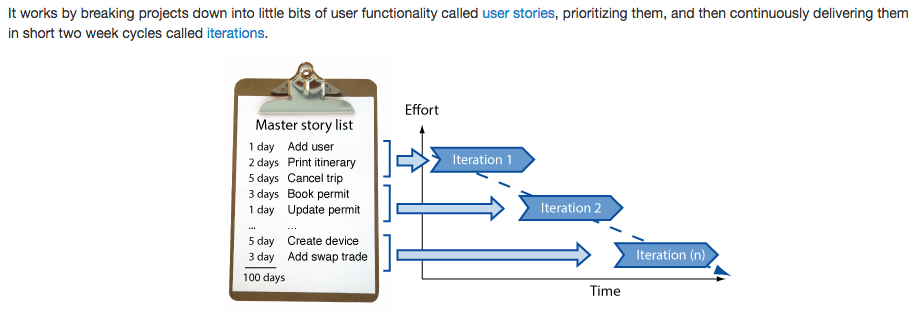 It works by breaking projects down into little bits of user functionality called user stories, prioritizing them, and then continuously delivering them
in short two week cycles called iterations.
Master story list
1 day Add user
2 days Print itinerary
5 days Cancel trip
3 days Book permit
1 day Update permit
... ...
5 day Create device
3 day Add swap trade
100 days
Effort
Iteration 1
Iteration 2
Iteration (n)
Time